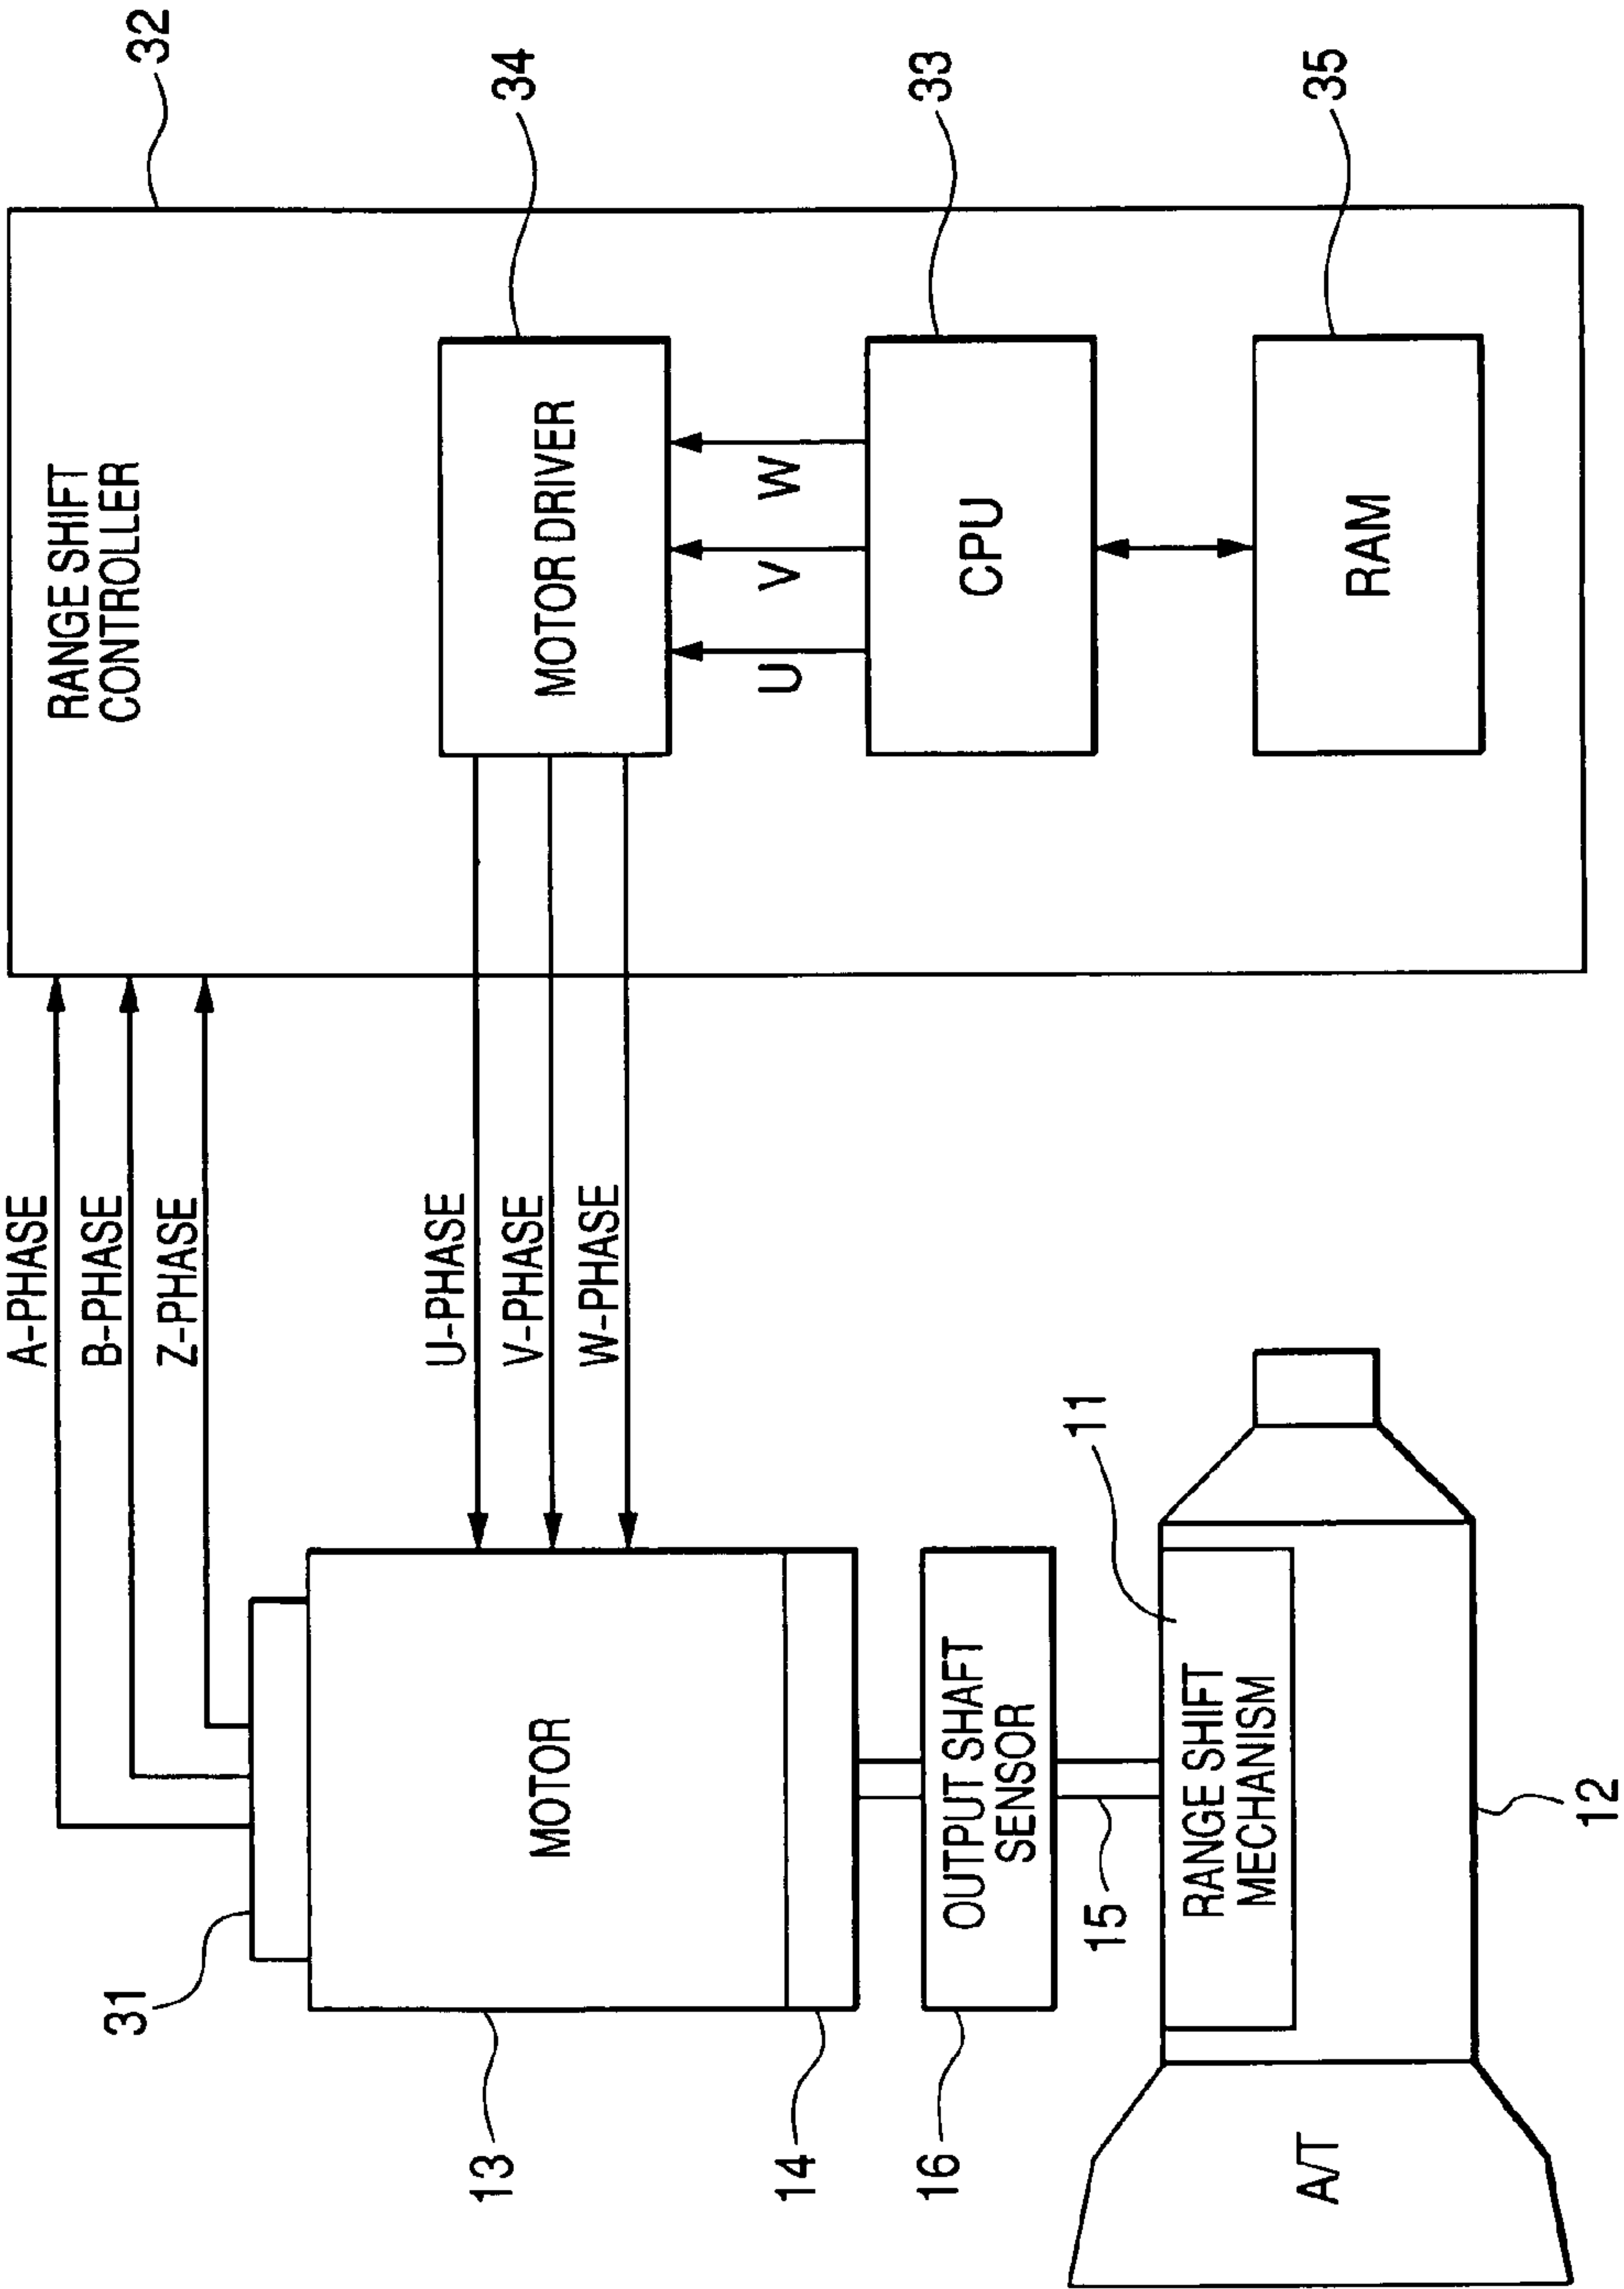 A-PHASE
B-PHASE
Z-PHASE
RANGE SHIFT
CONTROLLER
32
31
13
MOTOR
U-PHASE
V-PHASE
W-PHASE
MOTOR DRIVER
34
U
V
W
14
16
OUTPUT SHAFT
SENSOR
CPU
33
15
11
RANGE SHIFT
MECHANISM
A/T
12
RAM
35